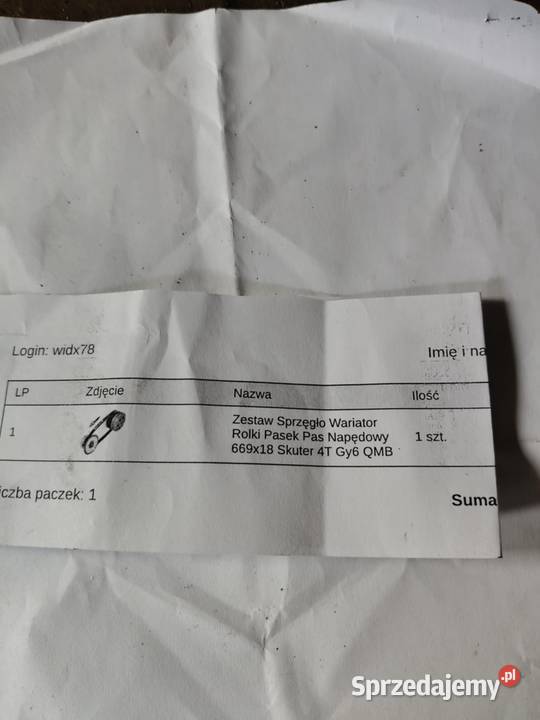 Login: widx78
Imię i na
LP Zdjęcie Nazwa Ilość
1
Zestaw Sprzęgło Wariator
Rolki Pasek Pas Napędowy
669x18 Skuter 4T Gy6 QMB
1 szt.
iczba paczek: 1
Suma
Sprzedajemy.pl